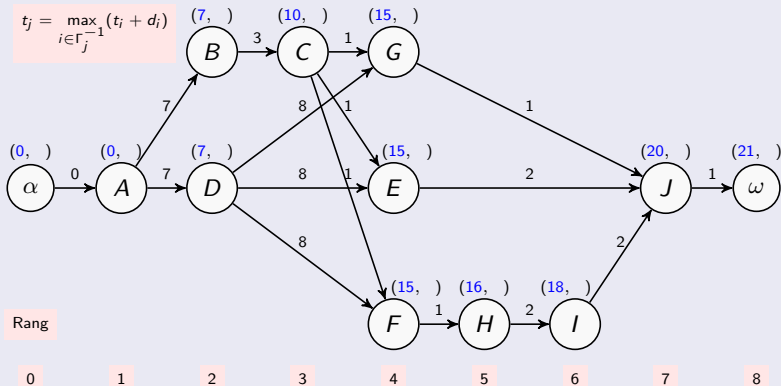 t_j = max (t_i + d_i)
i∈Γ_j^{-1}
(7, ) (10, ) (15, )
B 3 C 1 G
7 8 1 1
(0, ) (0, ) (7, ) (15, ) (20, ) (21, )
α 0 A 7 D 8 1 E 2 J 1 ω
8 2
(15, ) (16, ) (18, )
F 1 H 2 I
Rang
0 1 2 3 4 5 6 7 8